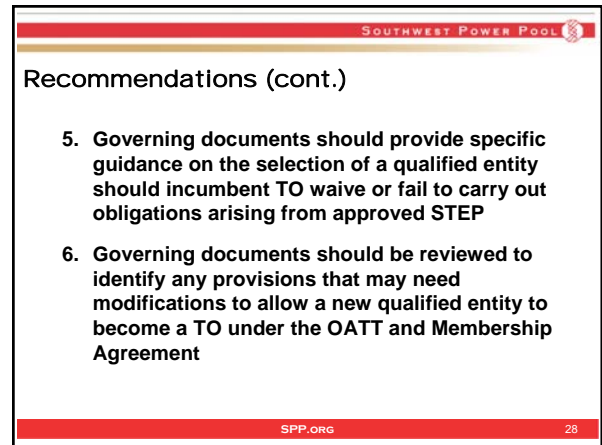 SOUTHWEST POWER POOL
Recommendations (cont.)
5. Governing documents should provide specific
guidance on the selection of a qualified entity
should incumbent TO waive or fail to carry out
obligations arising from approved STEP
6. Governing documents should be reviewed to
identify any provisions that may need
modifications to allow a new qualified entity to
become a TO under the OATT and Membership
Agreement
SPP.ORG 28